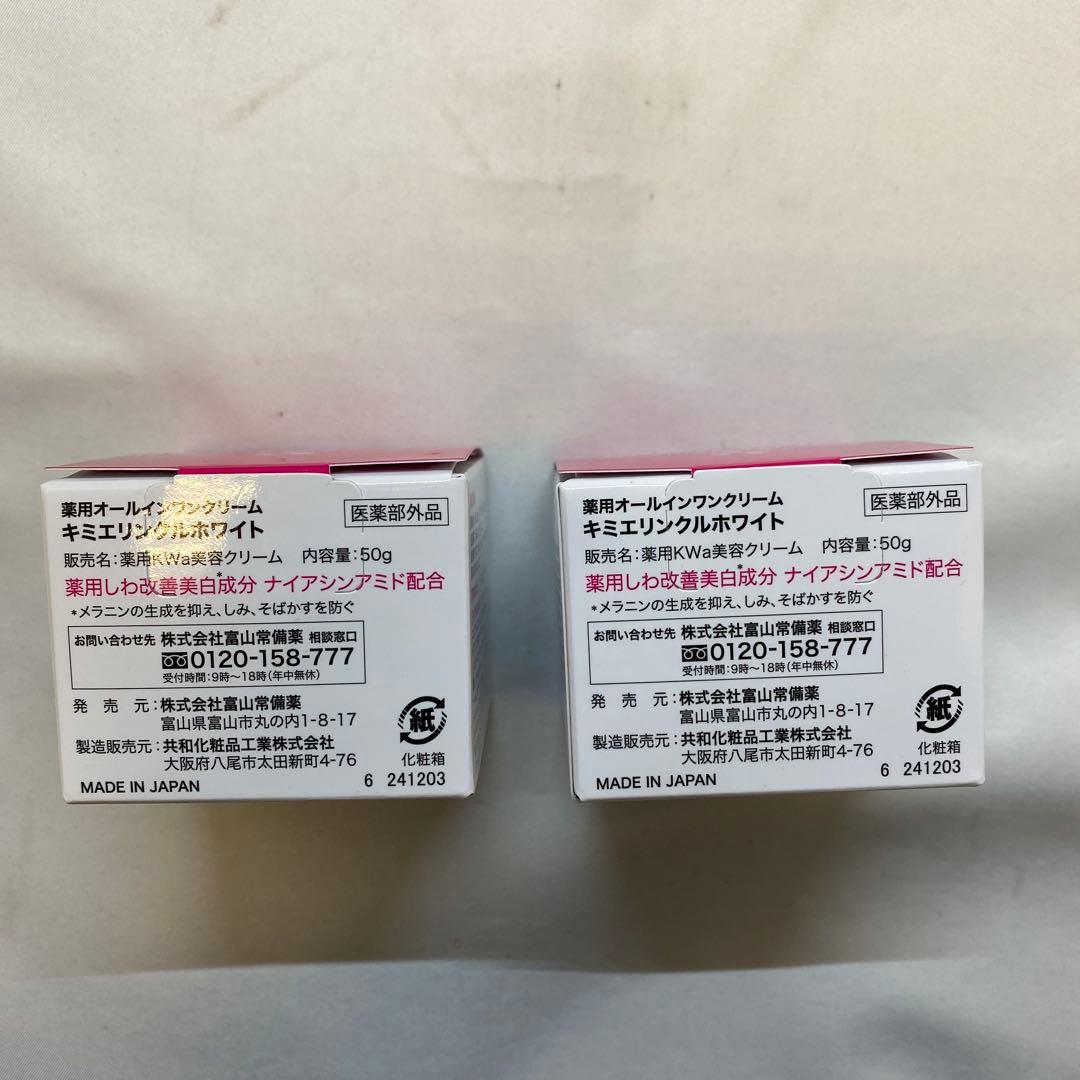 薬用オールインワンクリーム
キミエリンクルホワイト
医薬部外品
販売名:薬用KWa美容クリーム 内容量:50g
薬用しわ改善美白成分* ナイアシンアミド配合
*メラニンの生成を抑え、しみ、そばかすを防ぐ
お問い合わせ先 株式会社富山常備薬 相談窓口
0120-158-777
受付時間:9時〜18時(年中無休)
発売元:株式会社富山常備薬
富山県富山市丸の内1-8-17
製造販売元:共和化粧品工業株式会社
大阪府八尾市太田新町4-76
紙
化粧箱
MADE IN JAPAN
6 241203
薬用オールインワンクリーム
キミエリンクルホワイト
医薬部外品
販売名:薬用KWa美容クリーム 内容量:50g
薬用しわ改善美白成分* ナイアシンアミド配合
*メラニンの生成を抑え、しみ、そばかすを防ぐ
お問い合わせ先 株式会社富山常備薬 相談窓口
0120-158-777
受付時間:9時〜18時(年中無休)
発売元:株式会社富山常備薬
富山県富山市丸の内1-8-17
製造販売元:共和化粧品工業株式会社
大阪府八尾市太田新町4-76
紙
化粧箱
MADE IN JAPAN
6 241203